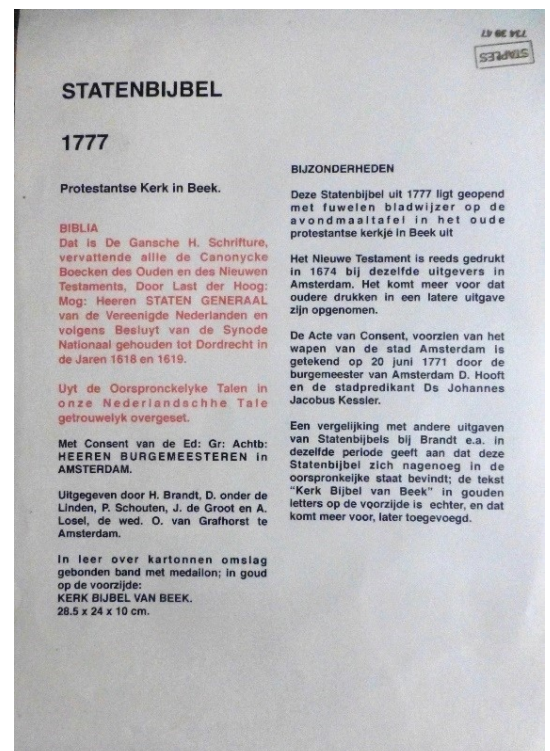 734 38 47
STAPLES
STATENBIJBEL
1777
Protestantse Kerk in Beek.
BIBLIA
Dat is De Gansche H. Schrifture,
vervattende allle de Canonycke
Boecken des Ouden en des Nieuwen
Testaments, Door Last der Hoog:
Mog: Heeren STATEN GENERAAL
van de Vereenigde Nederlanden en
volgens Besluyt van de Synode
Nationaal gehouden tot Dordrecht in
de Jaren 1618 en 1619.
Uyt de Oorspronckelyke Talen in
onze Nederlandschhe Tale
getrouwelyk overgeset.
Met Consent van de Ed: Gr: Achtb:
HEEREN BURGEMEESTEREN in
AMSTERDAM.
Uitgegeven door H. Brandt, D. onder de
Linden, P. Schouten, J. de Groot en A.
Losel, de wed. O. van Grafhorst te
Amsterdam.
In leer over kartonnen omslag
gebonden band met medailon; in goud
op de voorzijde:
KERK BIJBEL VAN BEEK.
28.5 x 24 x 10 cm.
BIJZONDERHEDEN
Deze Statenbijbel uit 1777 ligt geopend
met fuwelen bladwijzer op de
avondmaaltafel in het oude
protestantse kerkje in Beek uit
Het Nieuwe Testament is reeds gedrukt
in 1674 bij dezelfde uitgevers in
Amsterdam. Het komt meer voor dat
oudere drukken in een latere uitgave
zijn opgenomen.
De Acte van Consent, voorzien van het
wapen van de stad Amsterdam is
getekend op 20 juni 1771 door de
burgemeester van Amsterdam D. Hooft
en de stadpredikant Ds Johannes
Jacobus Kessler.
Een vergelijking met andere uitgaven
van Statenbijbels bij Brandt e.a. in
dezelfde periode geeft aan dat deze
Statenbijbel zich nagenoeg in de
oorspronkeijke staat bevindt; de tekst
"Kerk Bijbel van Beek" in gouden
letters op de voorzijde is echter, en dat
komt meer voor, later toegevoegd.